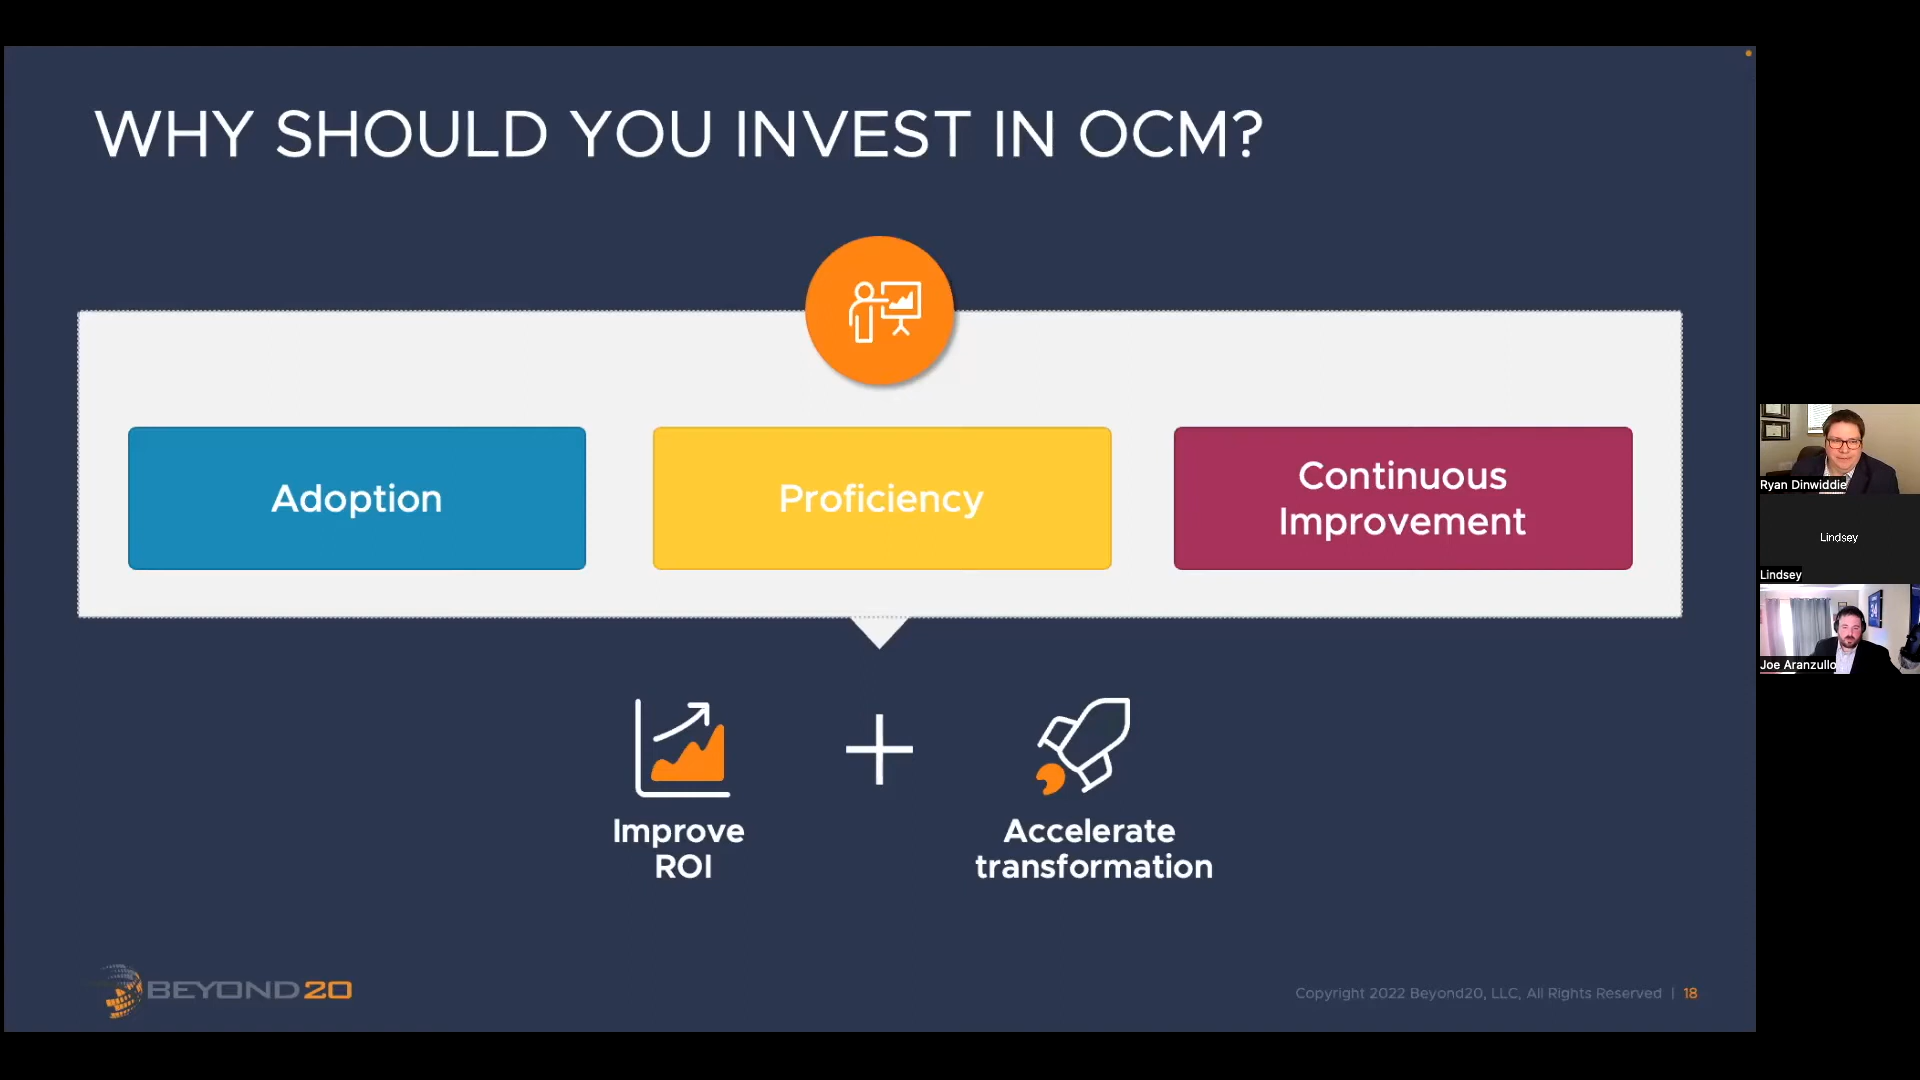 WHY SHOULD YOU INVEST IN OCM?
Adoption
Proficiency
Continuous
Improvement
Improve
ROI
Accelerate
transformation
BEYOND20
Copyright 2022 Beyond20, LLC, All Rights Reserved | 18
Ryan Dinwiddie
Lindsey
Lindsey
Joe Aranzullo